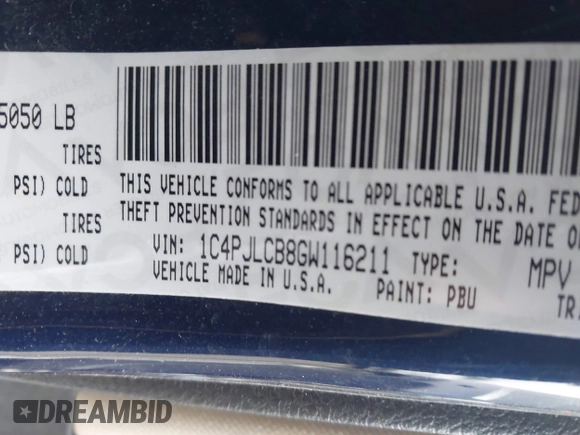 5050 LB
TIRES
PSI) COLD
TIRES
PSI) COLD
THIS VEHICLE CONFORMS TO ALL APPLICABLE U.S.A. FED
THEFT PREVENTION STANDARDS IN EFFECT ON THE DATE O
VIN: 1C4PJLCB8GW116211 TYPE: MPV
VEHICLE MADE IN U.S.A. PAINT: PBU
TR
DREAMBID